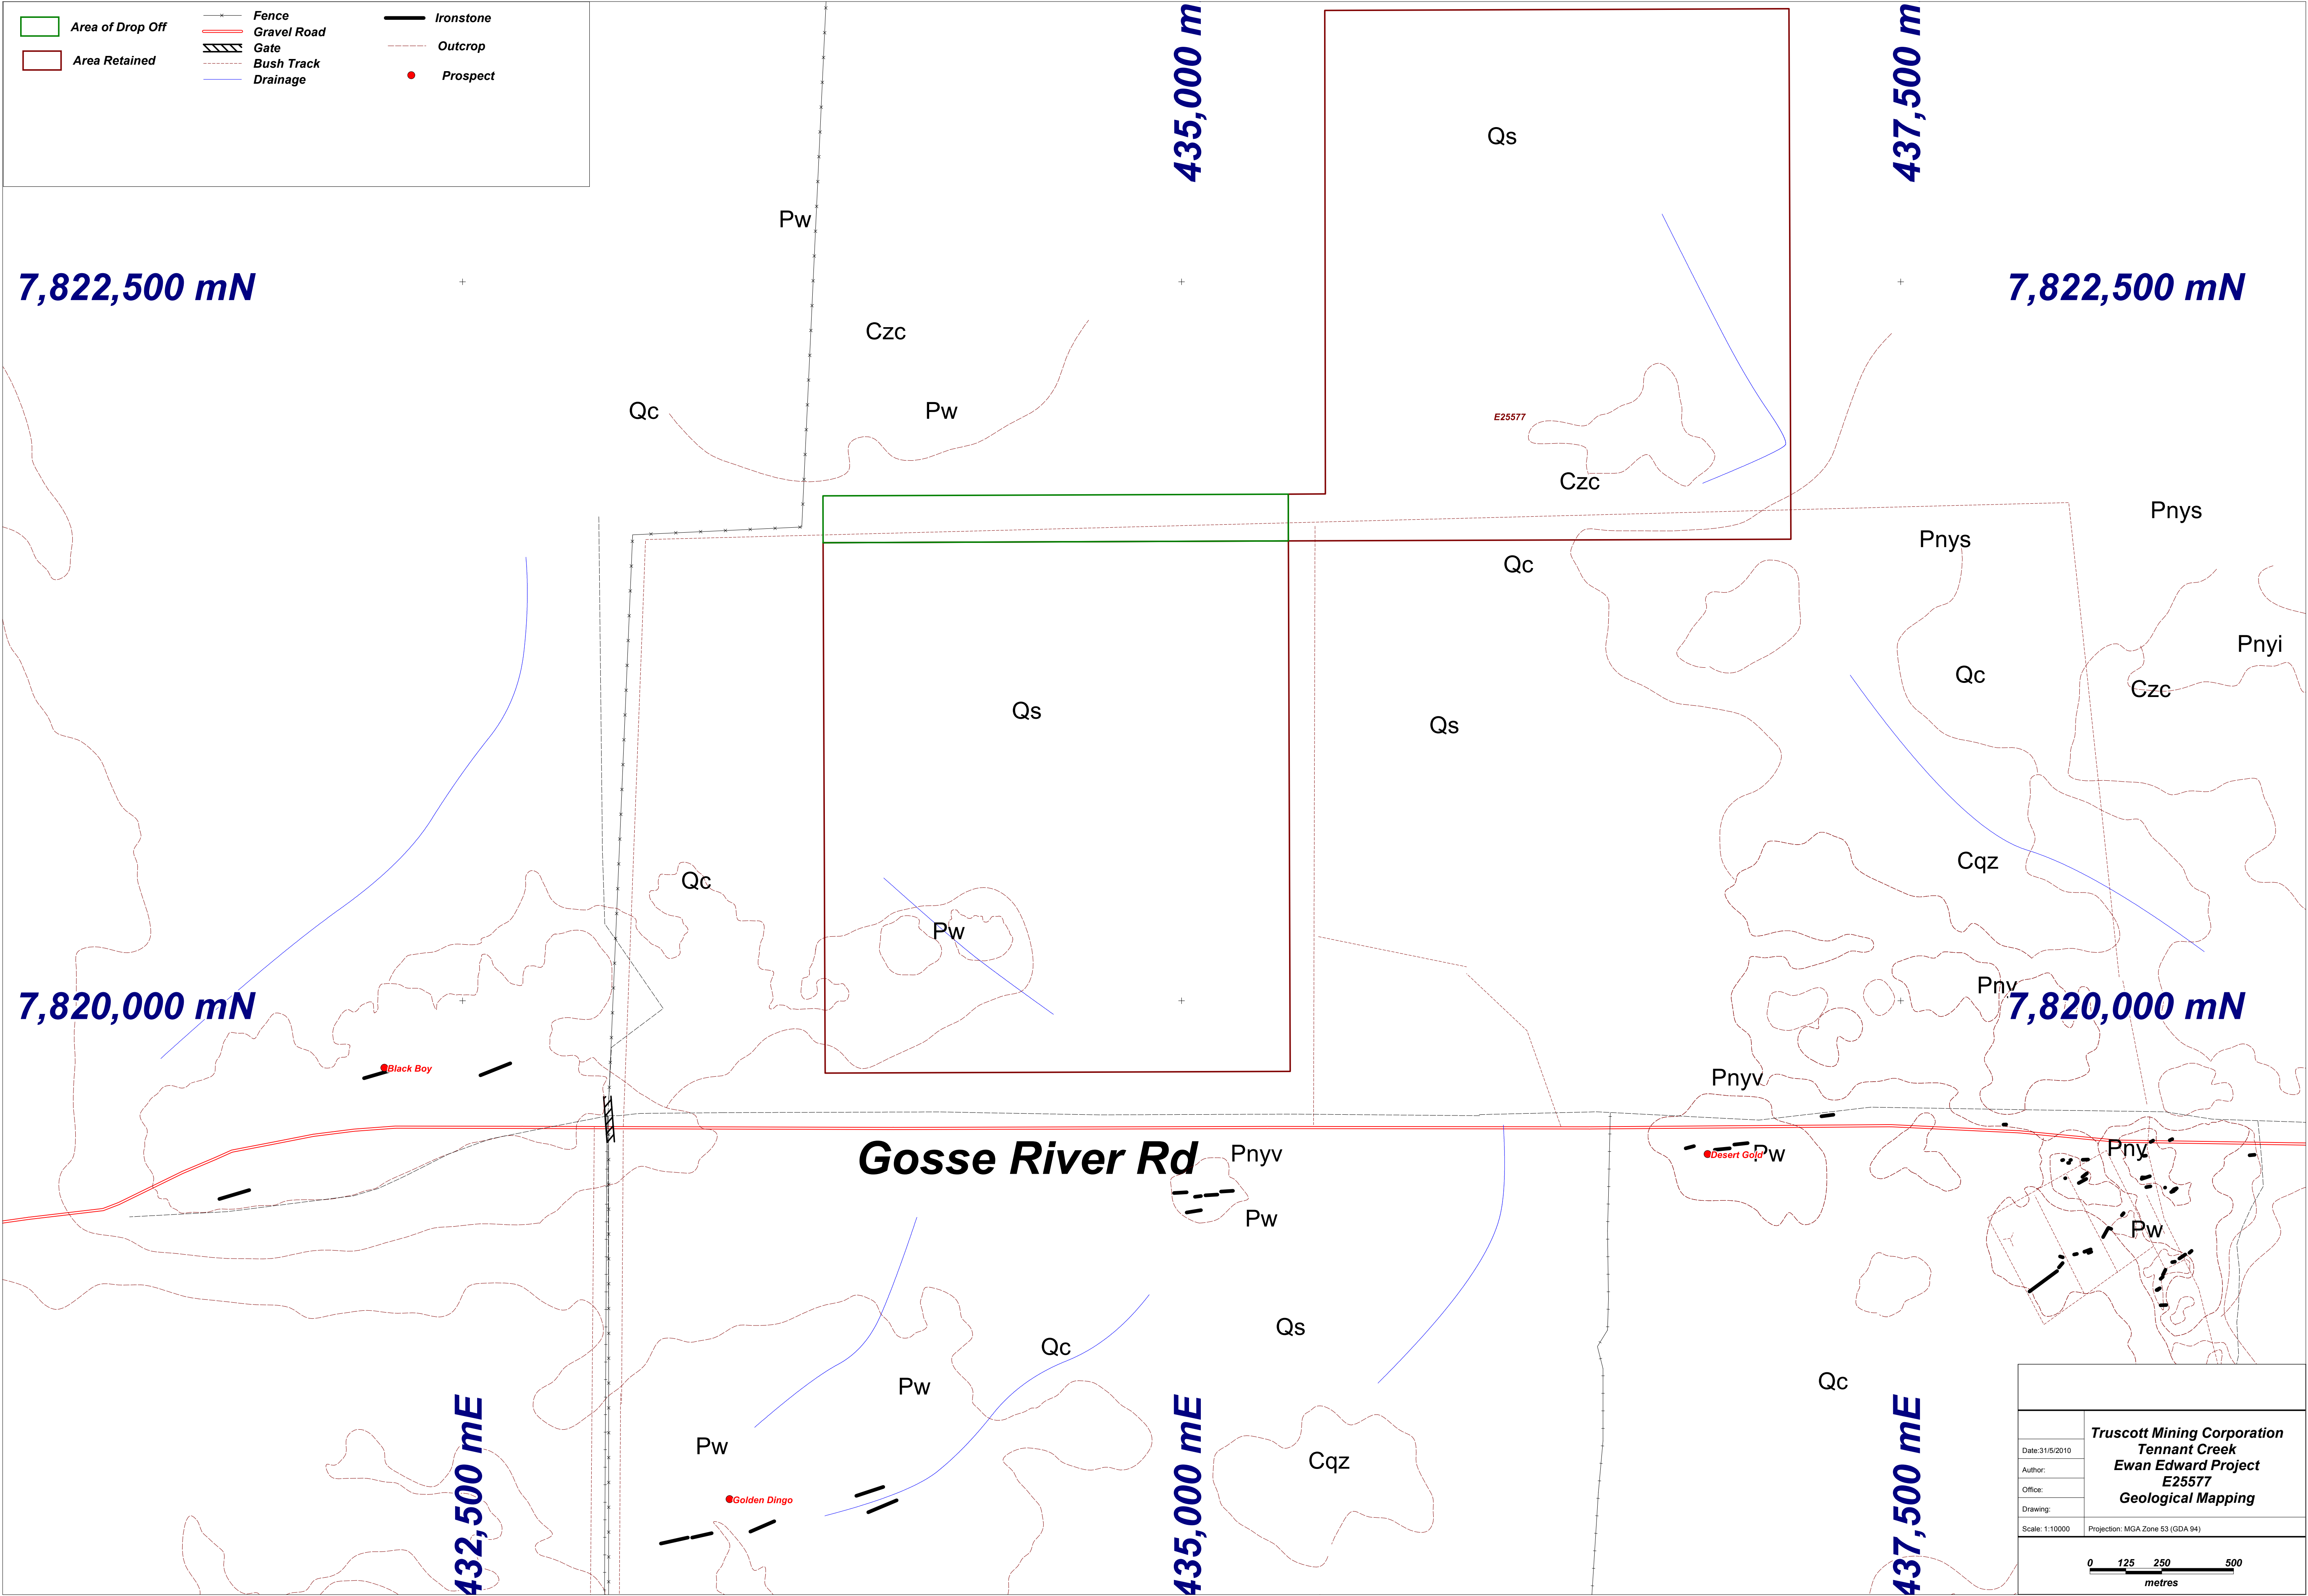 Area of Drop Off
Area Retained
Fence
Gravel Road
Gate
Bush Track
Drainage
Ironstone
Outcrop
Prospect
435,000 m
437,500 m
Qs
Pw
7,822,500 mN
7,822,500 mN
Czc
Qc
Pw
E25577
Czc
Pnys
Pnys
Qc
Pnyi
Qc
Czc
Qs
Qs
Cqz
Qc
Pw
Pny
7,820,000 mN
7,820,000 mN
Black Boy
Pnyv
Gosse River Rd
Pnyv
Desert Gold
Pw
Pny
Pw
Pw
Qs
Qc
Pw
Qc
Pw
Cqz
Golden Dingo
432,500 mE
435,000 mE
437,500 mE
Truscott Mining Corporation
Tennant Creek
Ewan Edward Project
E25577
Geological Mapping
Date:31/5/2010
Author:
Office:
Drawing:
Scale: 1:10000
Projection: MGA Zone 53 (GDA 94)
0 125 250 500
metres